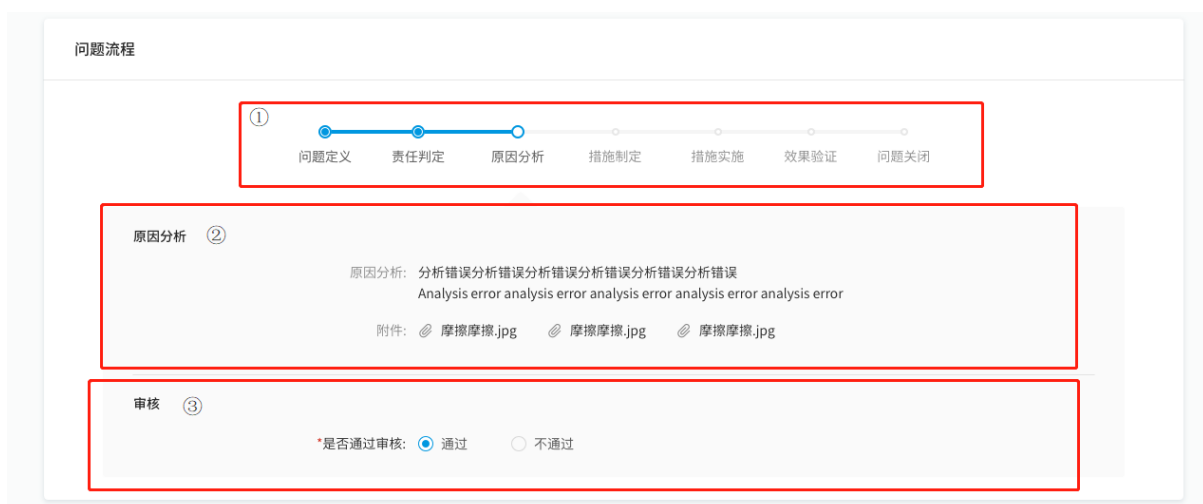 问题流程
①
问题定义 责任判定 原因分析 措施制定 措施实施 效果验证 问题关闭
原因分析 ②
原因分析: 分析错误分析错误分析错误分析错误分析错误分析错误
Analysis error analysis error analysis error analysis error analysis error
附件: 摩擦摩擦.jpg 摩擦摩擦.jpg 摩擦摩擦.jpg
审核 ③
*是否通过审核: 通过 不通过